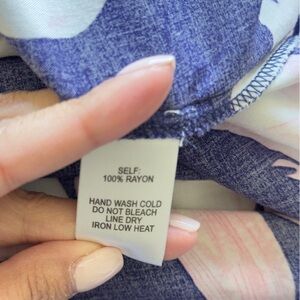 SELF:
100% RAYON
HAND WASH COLD
DO NOT BLEACH
LINE DRY
IRON LOW HEAT